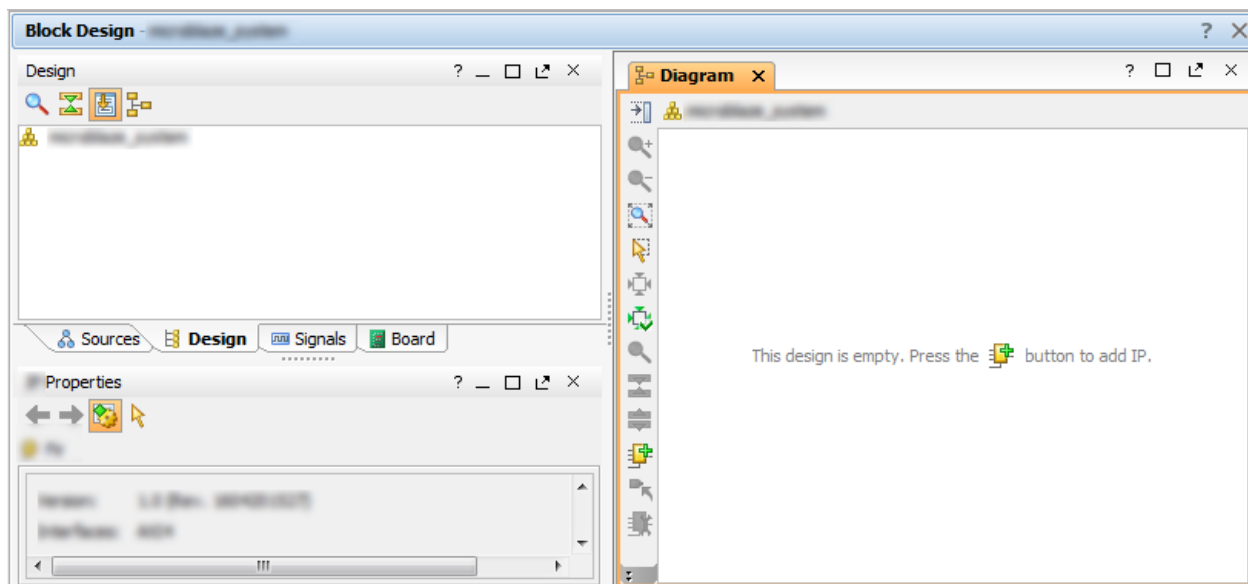 Block Design -
Design
Sources
Design
Signals
Board
Properties
Diagram
This design is empty. Press the button to add IP.